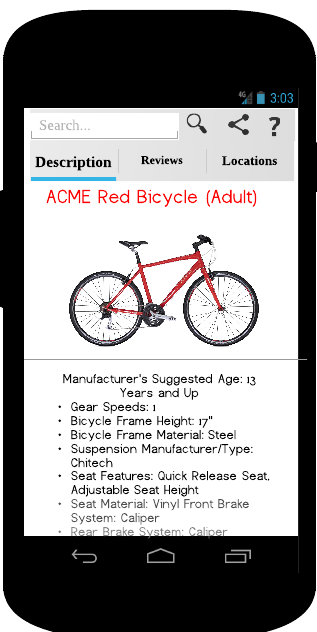 4G 3:03
Search...
?
Description Reviews Locations
ACME Red Bicycle (Adult)
Manufacturer's Suggested Age: 13
Years and Up
• Gear Speeds: 1
• Bicycle Frame Height: 17"
• Bicycle Frame Material: Steel
• Suspension Manufacturer/Type:
Chitech
• Seat Features: Quick Release Seat,
Adjustable Seat Height
• Seat Material: Vinyl Front Brake
System: Caliper
• Rear Brake System: Caliper